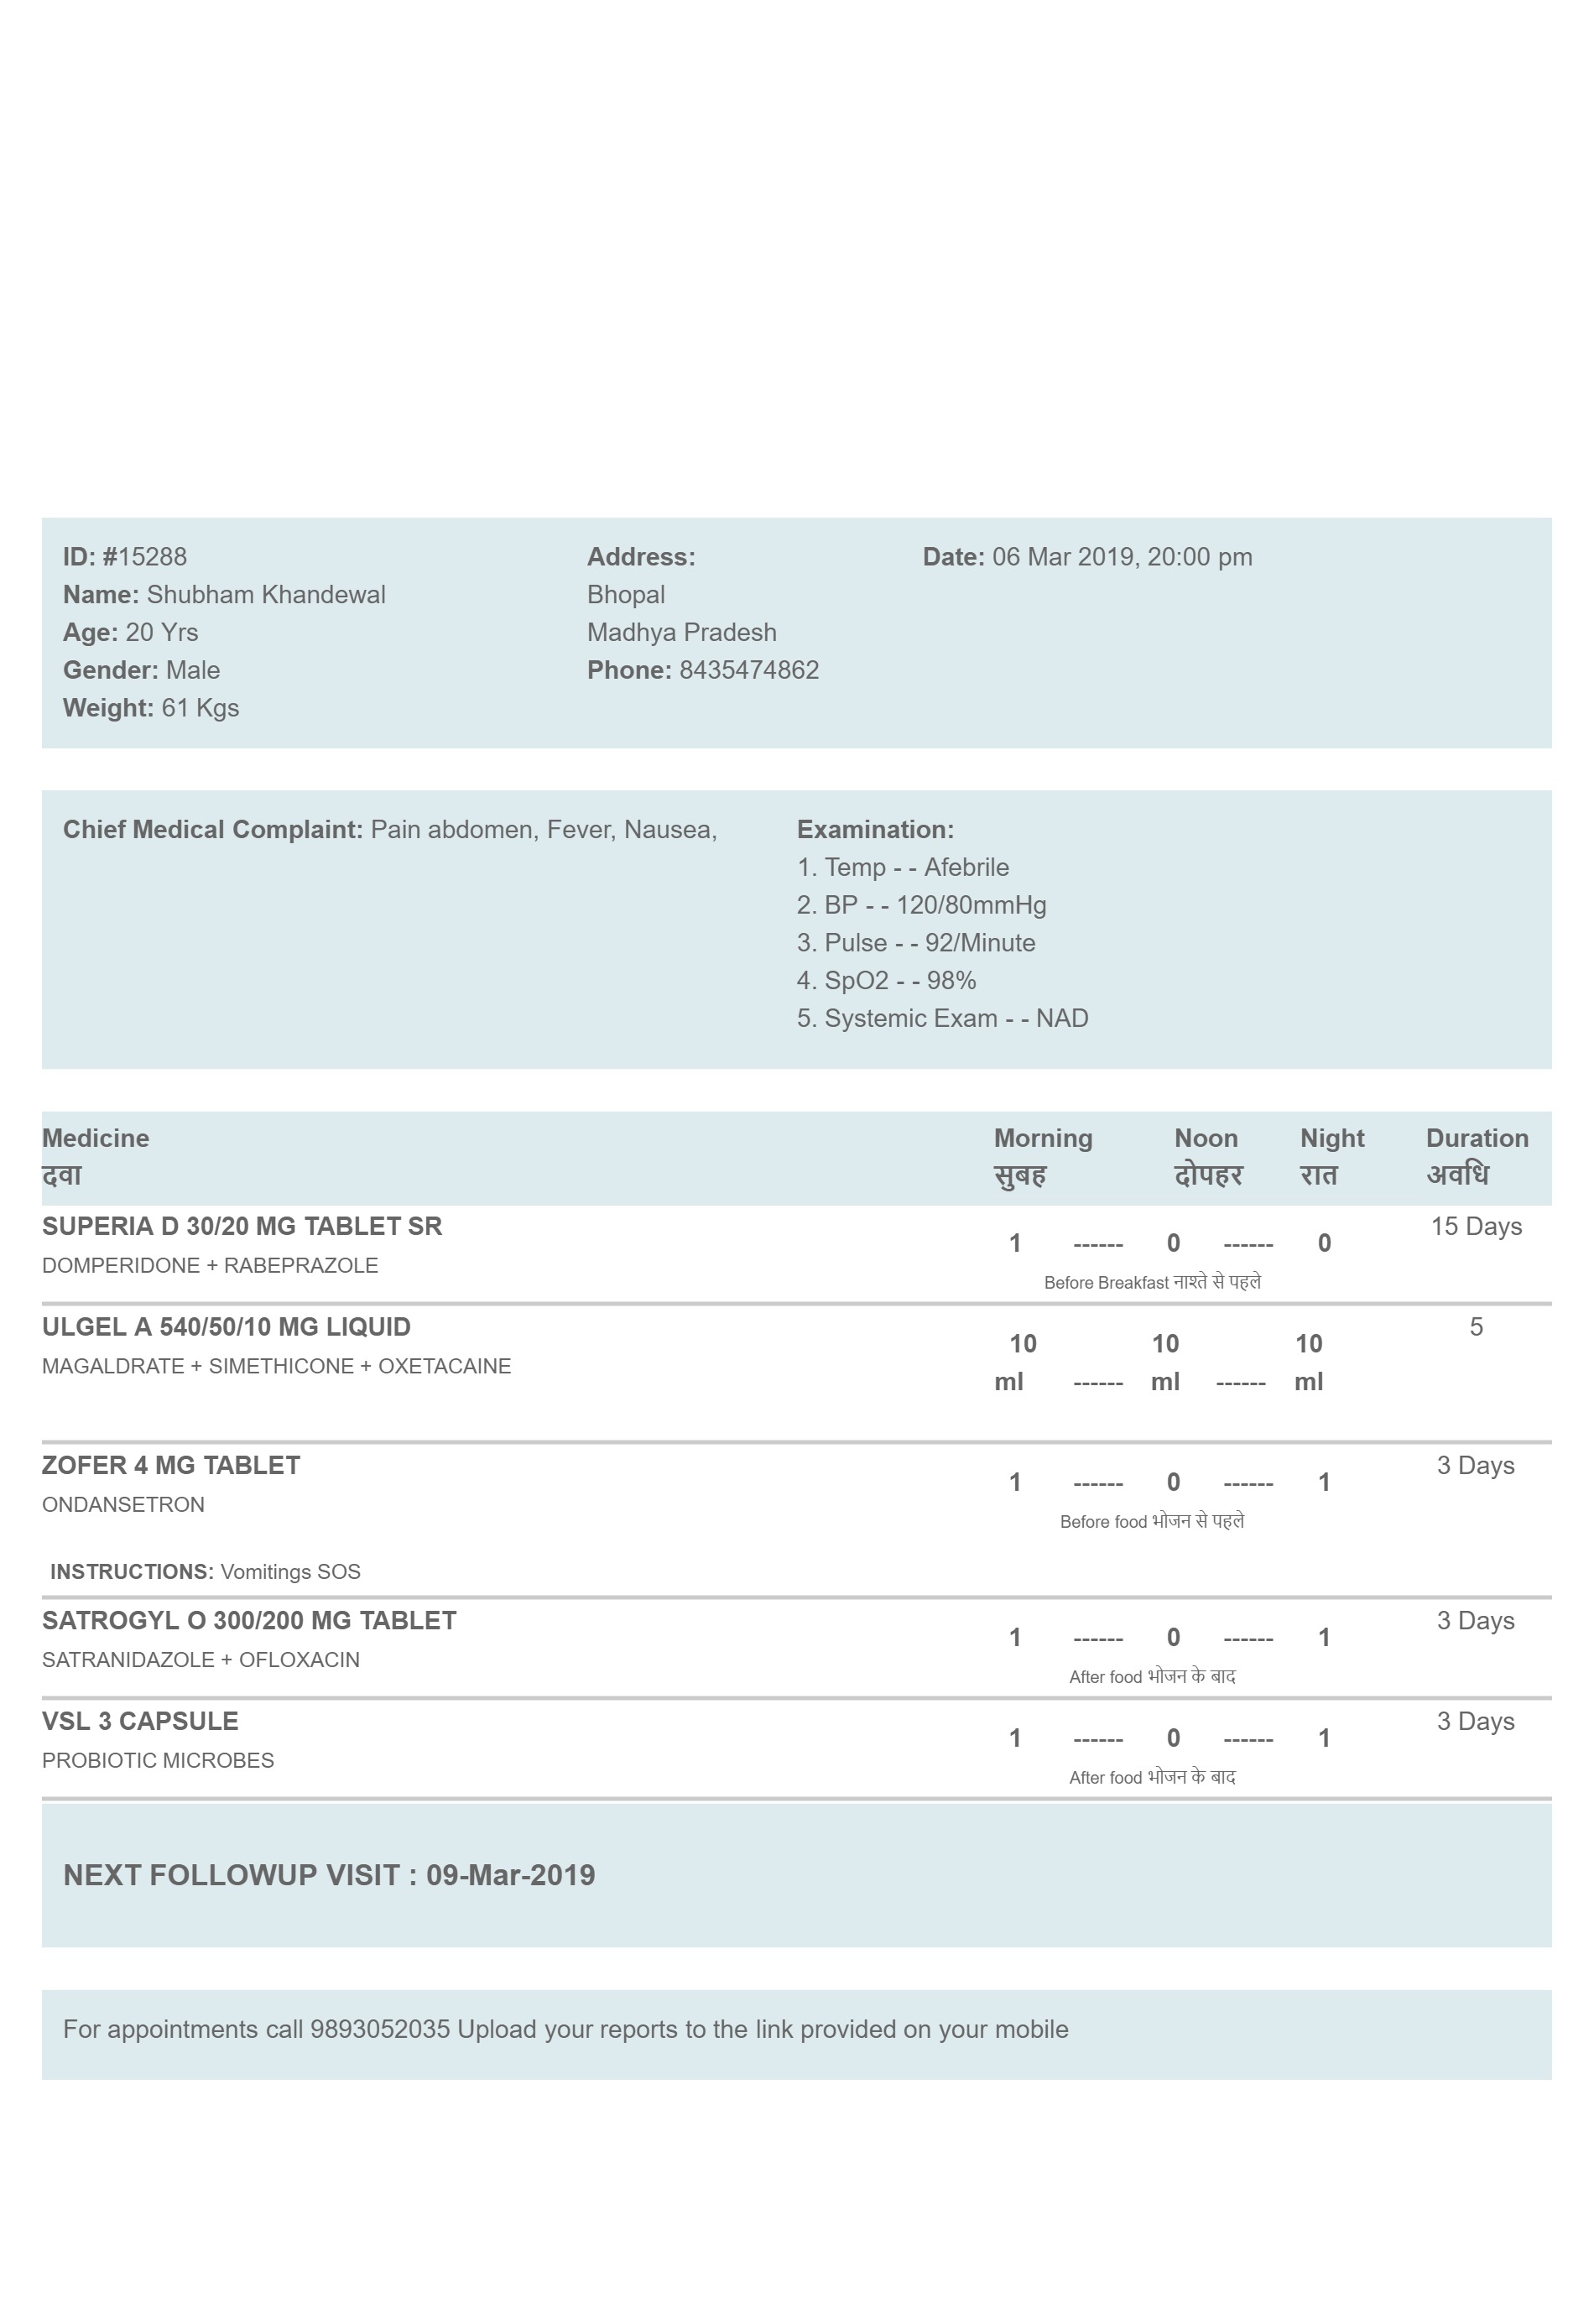 ID: #15288
Name: Shubham Khandewal
Age: 20 Yrs
Gender: Male
Weight: 61 Kgs
Address:
Bhopal
Madhya Pradesh
Phone: 8435474862
Date: 06 Mar 2019, 20:00 pm
Chief Medical Complaint: Pain abdomen, Fever, Nausea,
Examination:
1. Temp - - Afebrile
2. BP - - 120/80mmHg
3. Pulse - - 92/Minute
4. SpO2 - - 98%
5. Systemic Exam - - NAD
Medicine Morning Noon Night Duration
दवा सुबह दोपहर रात अवधि
SUPERIA D 30/20 MG TABLET SR 15 Days
1 ------ 0 ------ 0
DOMPERIDONE + RABEPRAZOLE
Before Breakfast नाश्ते से पहले
ULGEL A 540/50/10 MG LIQUID 5
10 10 10
MAGALDRATE + SIMETHICONE + OXETACAINE
ml ------ ml ------ ml
ZOFER 4 MG TABLET 3 Days
1 ------ 0 ------ 1
ONDANSETRON
Before food भोजन से पहले
INSTRUCTIONS: Vomitings SOS
SATROGYL O 300/200 MG TABLET 3 Days
1 ------ 0 ------ 1
SATRANIDAZOLE + OFLOXACIN
After food भोजन के बाद
VSL 3 CAPSULE 3 Days
1 ------ 0 ------ 1
PROBIOTIC MICROBES
After food भोजन के बाद
NEXT FOLLOWUP VISIT : 09-Mar-2019
For appointments call 9893052035 Upload your reports to the link provided on your mobile